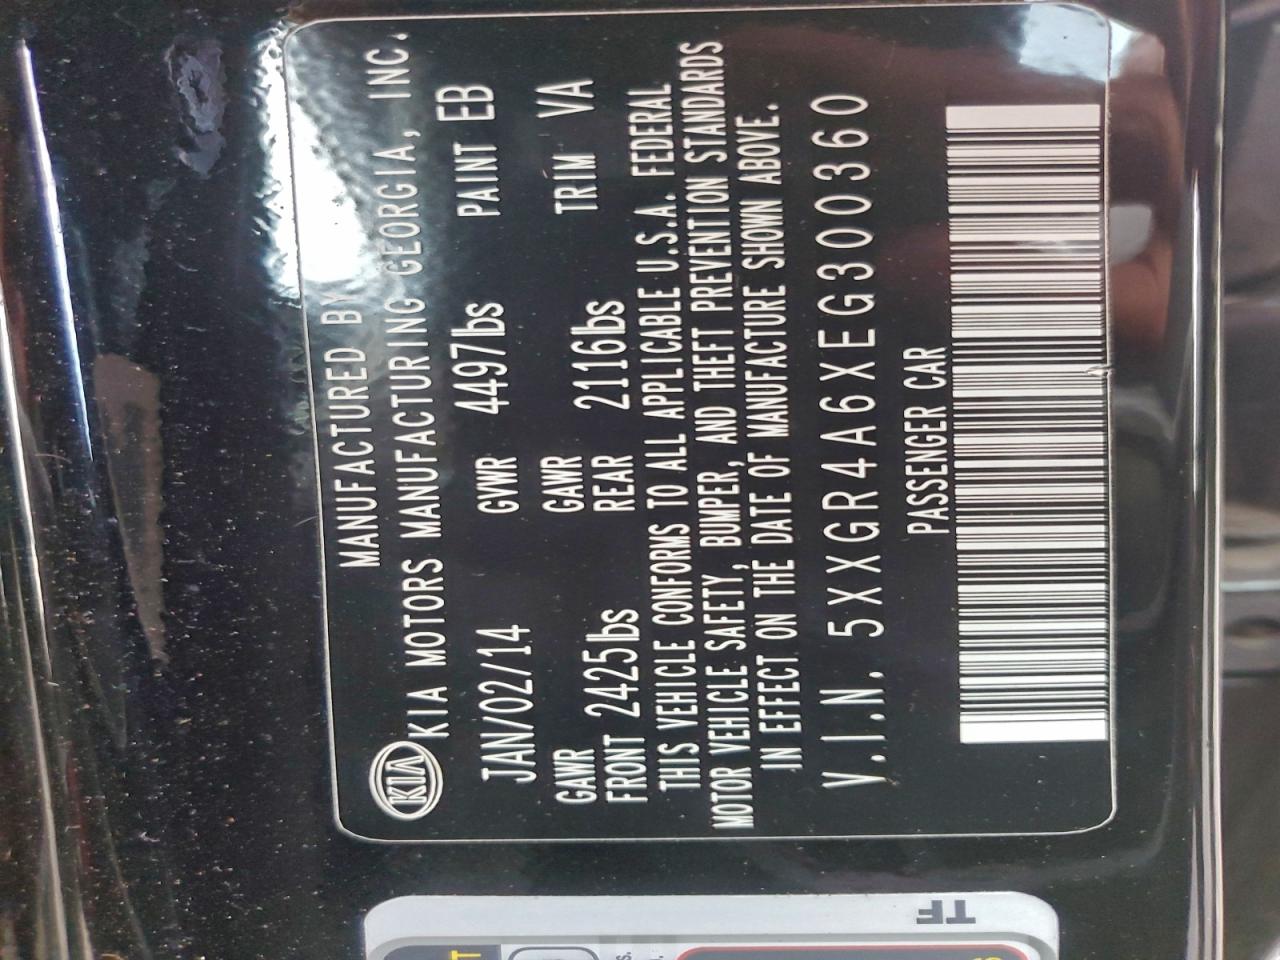 MANUFACTURED BY
KIA KIA MOTORS MANUFACTURING GEORGIA, INC.
JAN/02/14 GVWR 4497lbs PAINT EB
GAWR GAWR TRIM VA
FRONT 2425lbs REAR 2116lbs
THIS VEHICLE CONFORMS TO ALL APPLICABLE U.S.A. FEDERAL
MOTOR VEHICLE SAFETY, BUMPER, AND THEFT PREVENTION STANDARDS
IN EFFECT ON THE DATE OF MANUFACTURE SHOWN ABOVE.
V.I.N. 5XXGR4A6XEG300360
PASSENGER CAR
TF